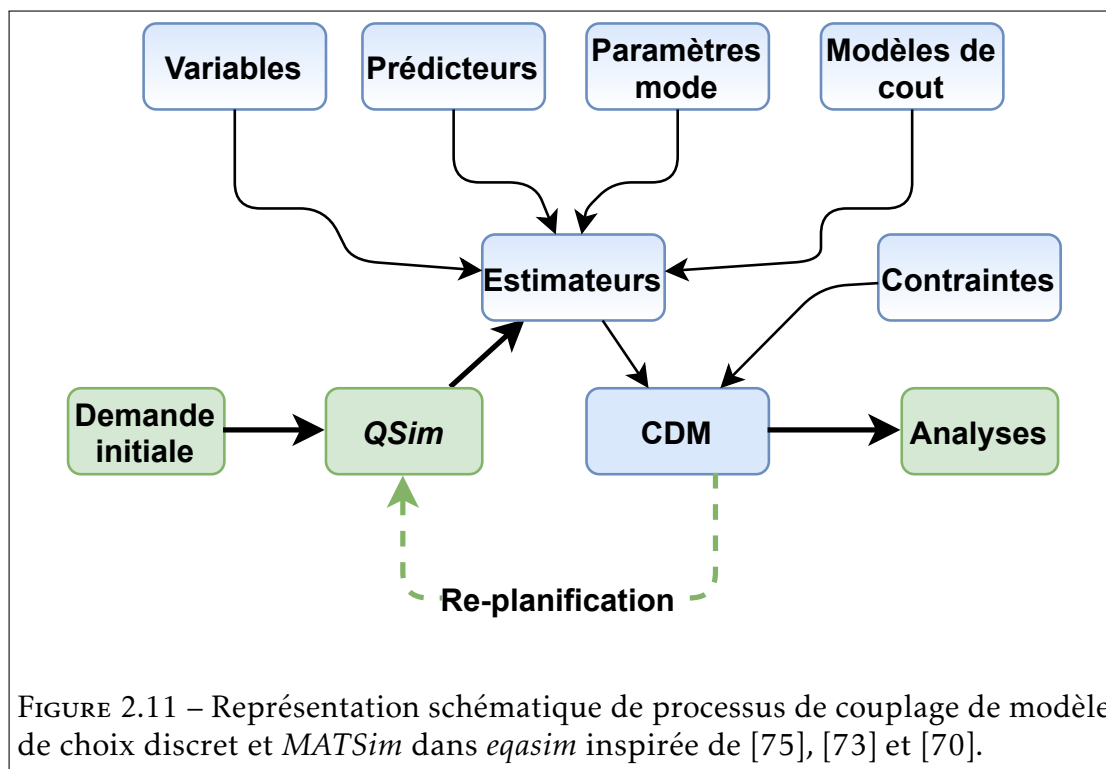 Variables
Prédicteurs
Paramètres
mode
Modèles de
cout
Estimateurs
Contraintes
Demande
initiale
QSim
CDM
Analyses
Re-planification
FIGURE 2.11 – Représentation schématique de processus de couplage de modèle
de choix discret et MATSim dans eqasim inspirée de [75], [73] et [70].